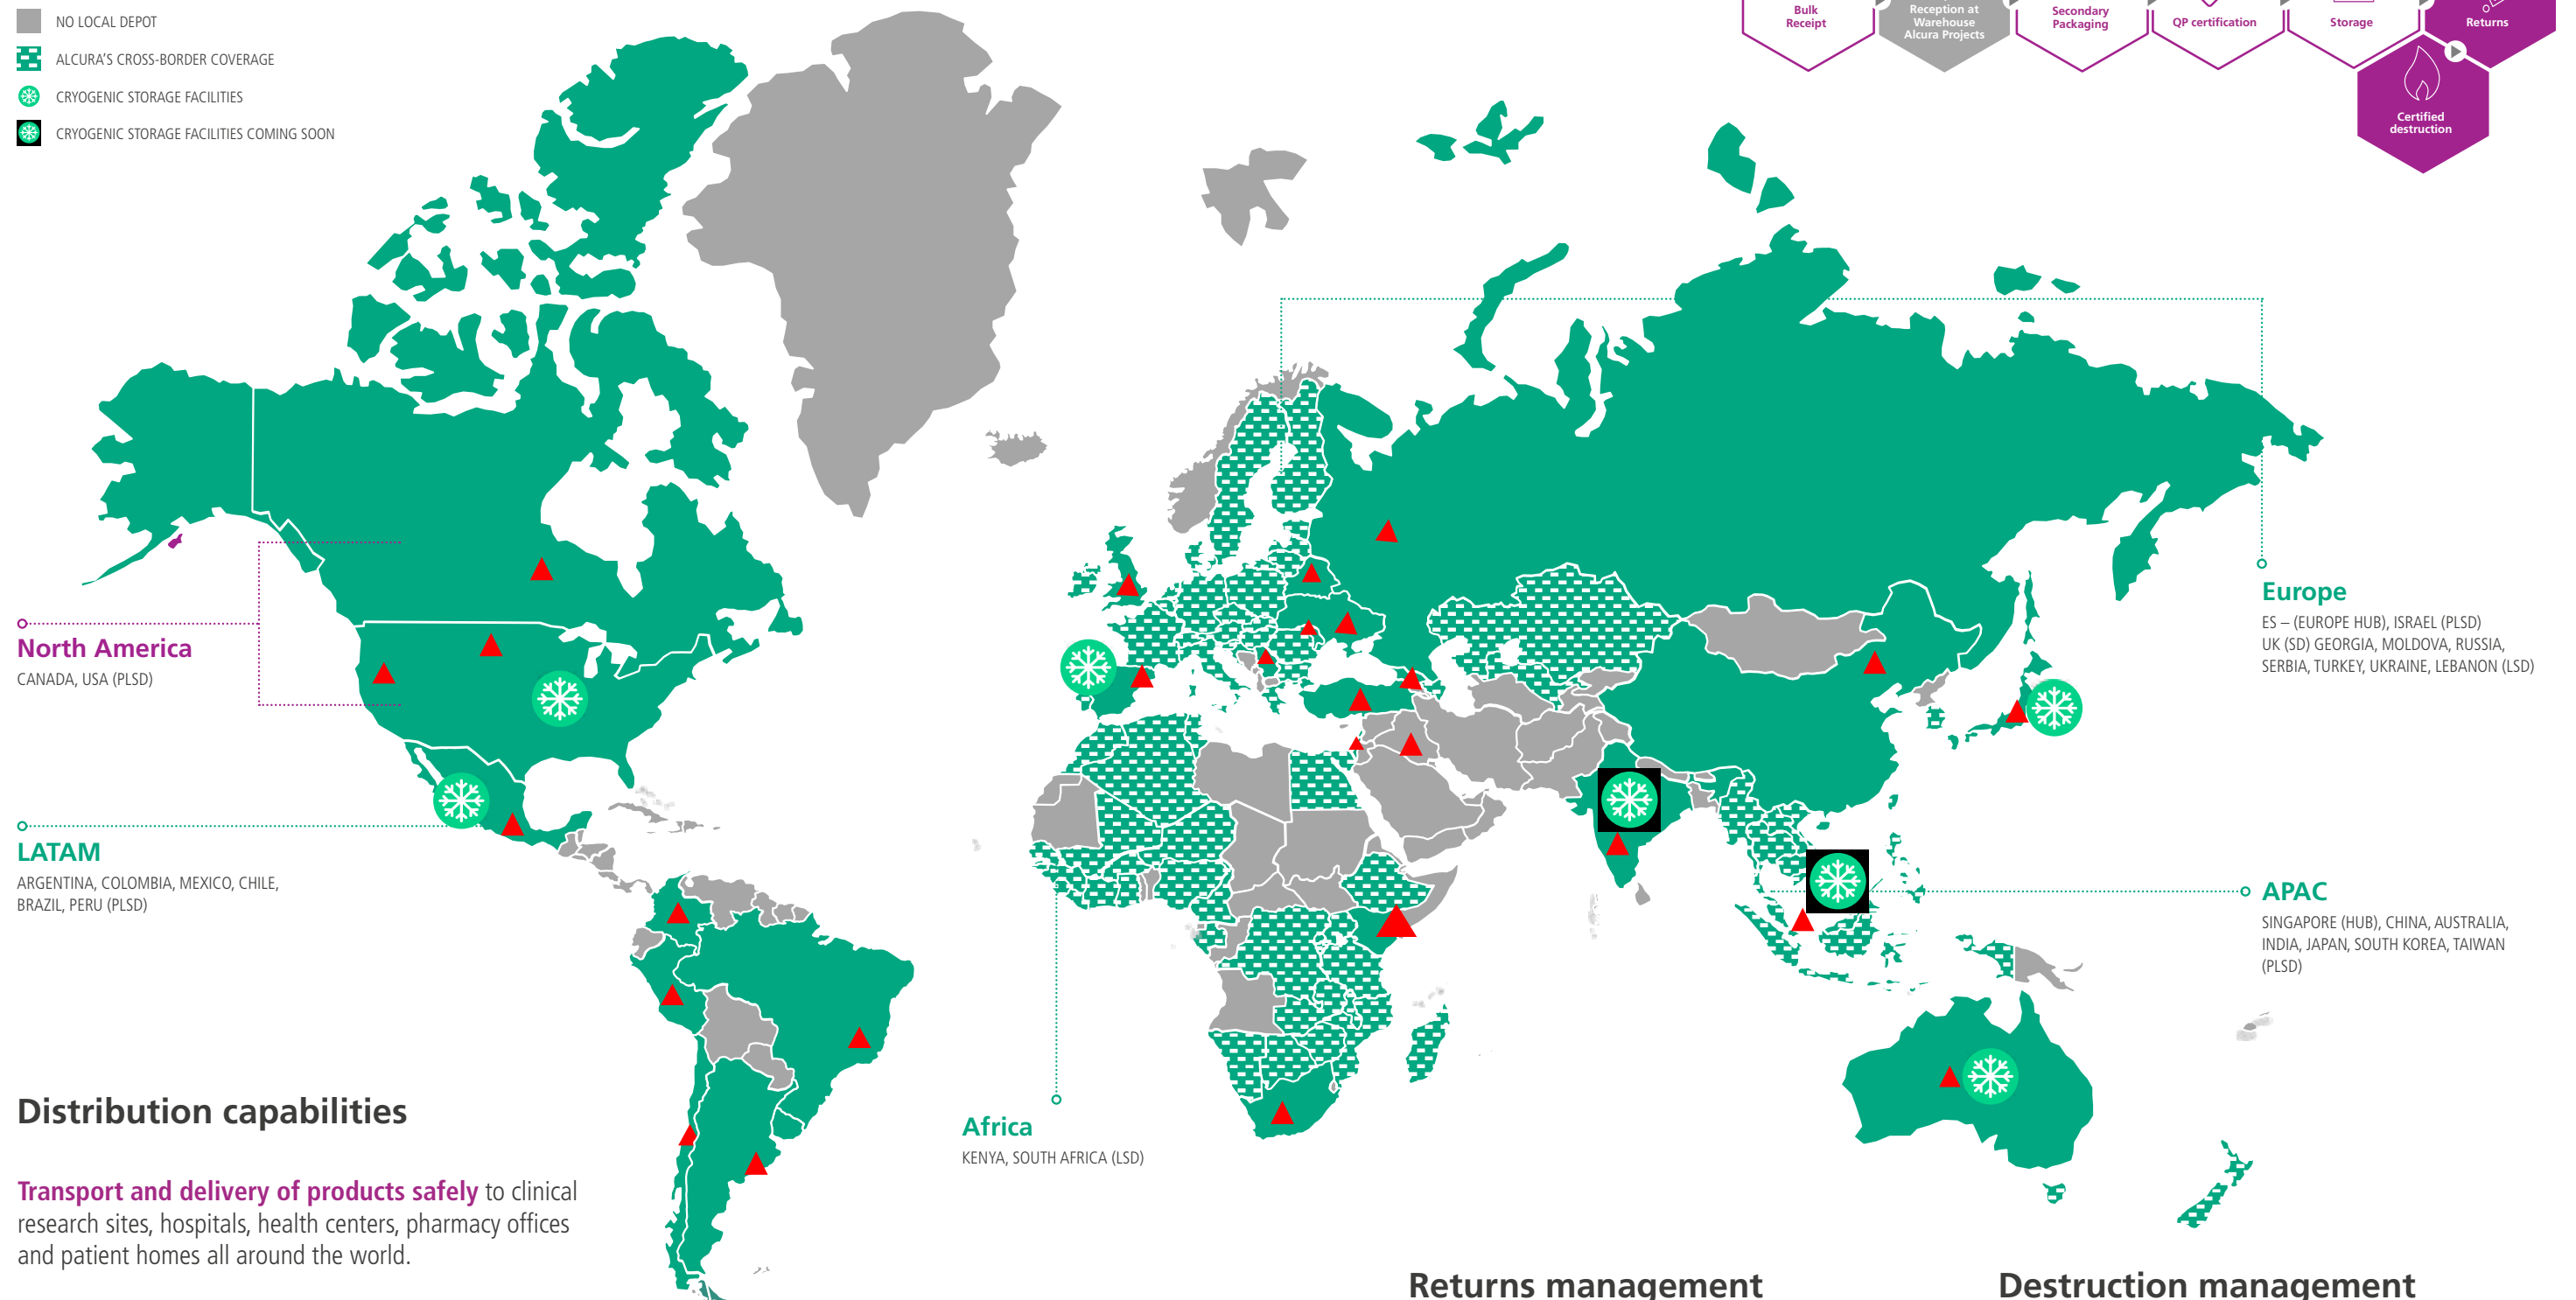 NO LOCAL DEPOT
ALCURA'S CROSS-BORDER COVERAGE
CRYOGENIC STORAGE FACILITIES
CRYOGENIC STORAGE FACILITIES COMING SOON
Bulk
Receipt
Reception at
Warehouse
Alcura Projects
Secondary
Packaging
QP certification
Storage
Returns
Certified
destruction
North America
CANADA, USA (PLSD)
LATAM
ARGENTINA, COLOMBIA, MEXICO, CHILE,
BRAZIL, PERU (PLSD)
Europe
ES – (EUROPE HUB), ISRAEL (PLSD)
UK (SD) GEORGIA, MOLDOVA, RUSSIA,
SERBIA, TURKEY, UKRAINE, LEBANON (LSD)
APAC
SINGAPORE (HUB), CHINA, AUSTRALIA,
INDIA, JAPAN, SOUTH KOREA, TAIWAN
(PLSD)
Africa
KENYA, SOUTH AFRICA (LSD)
Distribution capabilities
Transport and delivery of products safely to clinical
research sites, hospitals, health centers, pharmacy offices
and patient homes all around the world.
Returns management
Destruction management